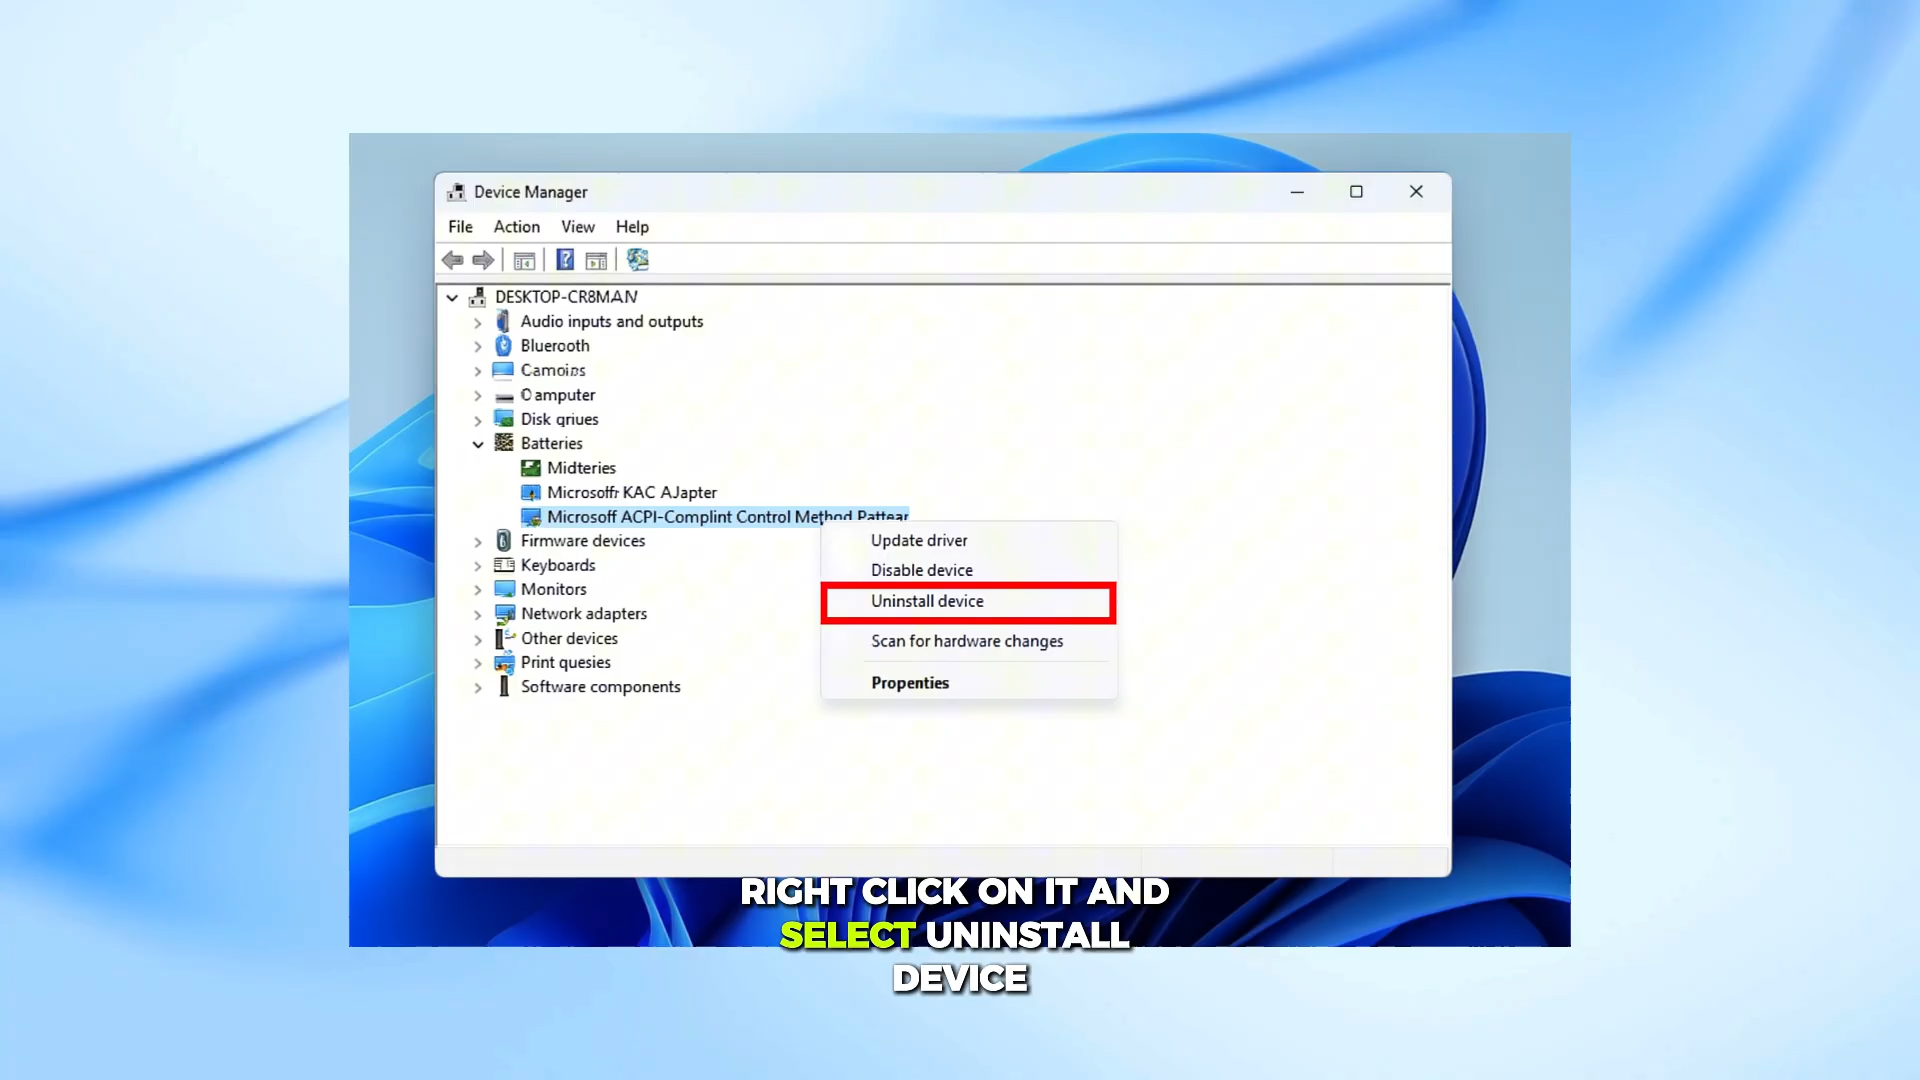 Device Manager
File Action View Help
DESKTOP-CR8MAN
Audio inputs and outputs
Bluerooth
Camoins
Oamputer
Disk qriues
Batteries
Midteries
Microsoffr KAC AJapter
Microsoff ACPI-Complint Control Method Pattear
Update driver
Firmware devices
Disable device
Keyboards
Monitors
Uninstall device
Network adapters
Other devices
Scan for hardware changes
Print quesies
Software components
Propenties
RIGHT CLICK ON IT AND
SELECT UNINSTALL
DEVICE